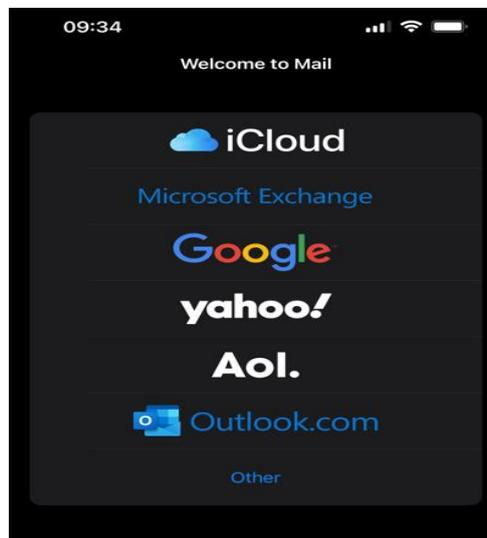 09:34
Welcome to Mail
iCloud
Microsoft Exchange
Google
yahoo!
Aol.
Outlook.com
Other